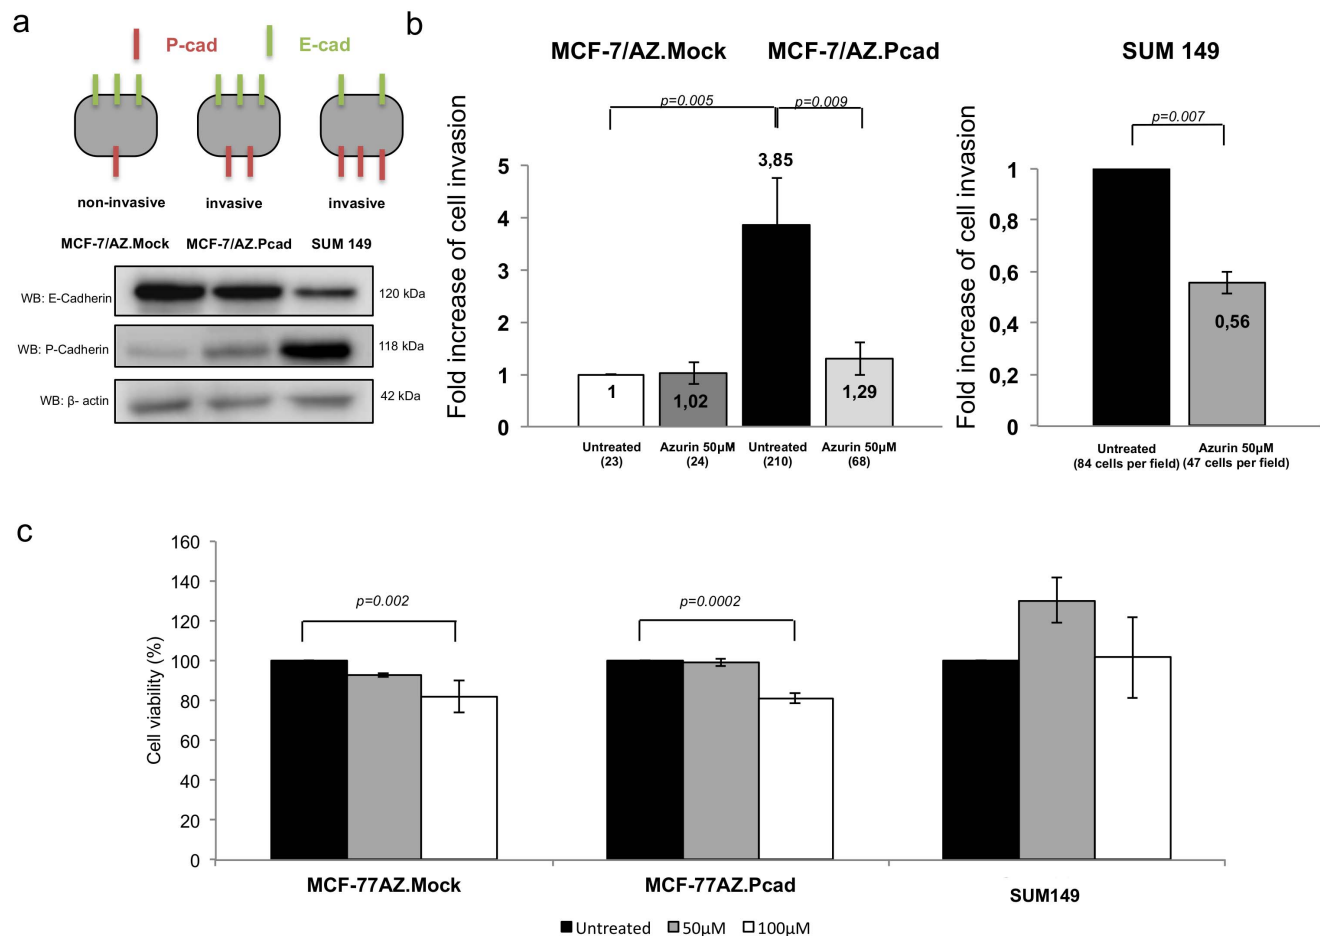 a
P-cad
E-cad
non-invasive
invasive
invasive
MCF-7/AZ.Mock
MCF-7/AZ.Pcad
SUM 149
WB: E-Cadherin
120 kDa
WB: P-Cadherin
118 kDa
WB: β- actin
42 kDa
b
MCF-7/AZ.Mock
MCF-7/AZ.Pcad
SUM 149
p=0.005
p=0.009
p=0.007
Fold increase of cell invasion
5
4
3
2
1
0
3,85
1
1,02
1,29
Untreated
(23)
Azurin 50µM
(24)
Untreated
(210)
Azurin 50µM
(68)
Fold increase of cell invasion
1
0,8
0,6
0,4
0,2
0
0,56
Untreated
(84 cells per field)
Azurin 50µM
(47 cells per field)
c
Cell viability (%)
160
140
120
100
80
60
40
20
0
p=0.002
p=0.0002
MCF-77AZ.Mock
MCF-77AZ.Pcad
SUM149
Untreated
50µM
100µM